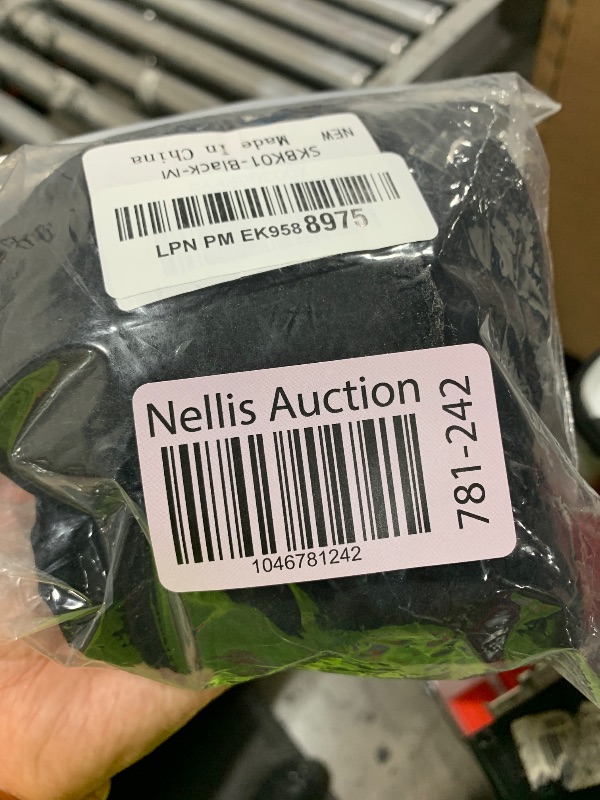 NEW
Made In China
SKBK01-Black-M
LPN PM EK958 8975
Nellis Auction
1046781242
781-242